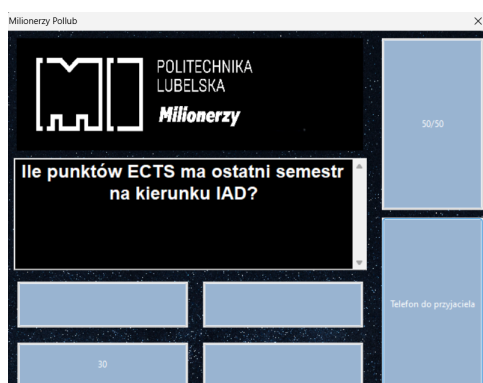 Milionerzy Pollub
POLITECHNIKA
LUBELSKA
Milionerzy
50/50
Ile punktów ECTS ma ostatni semestr
na kierunku IAD?
Telefon do przyjaciela
30